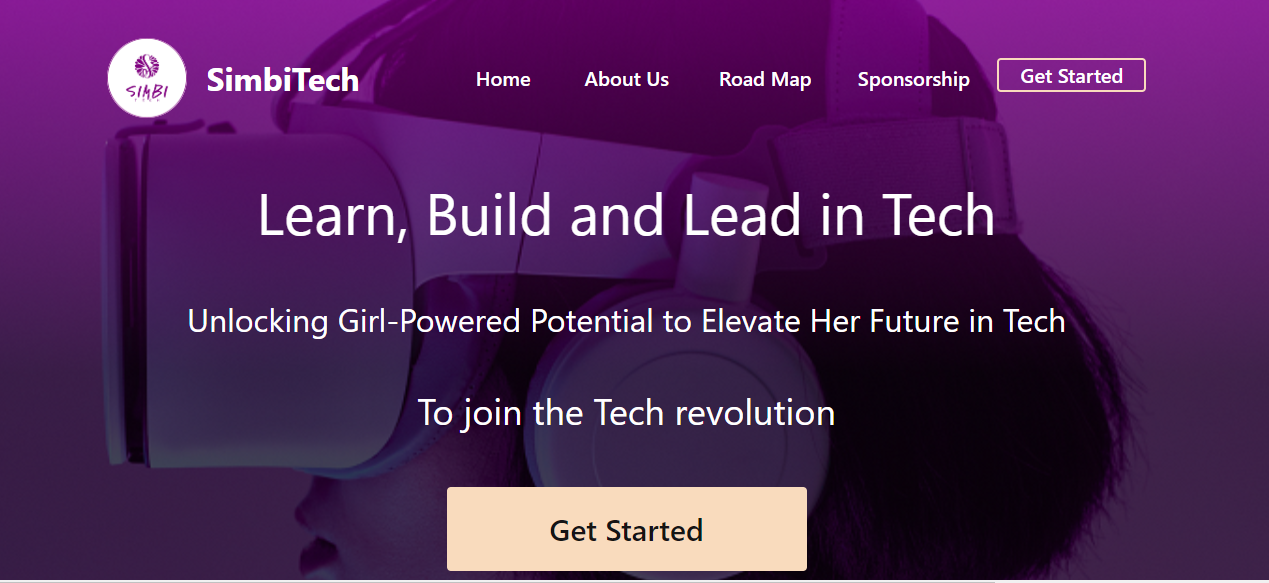 SIMBI
SimbiTech
Home
About Us
Road Map
Sponsorship
Get Started
Learn, Build and Lead in Tech
Unlocking Girl-Powered Potential to Elevate Her Future in Tech
To join the Tech revolution
Get Started